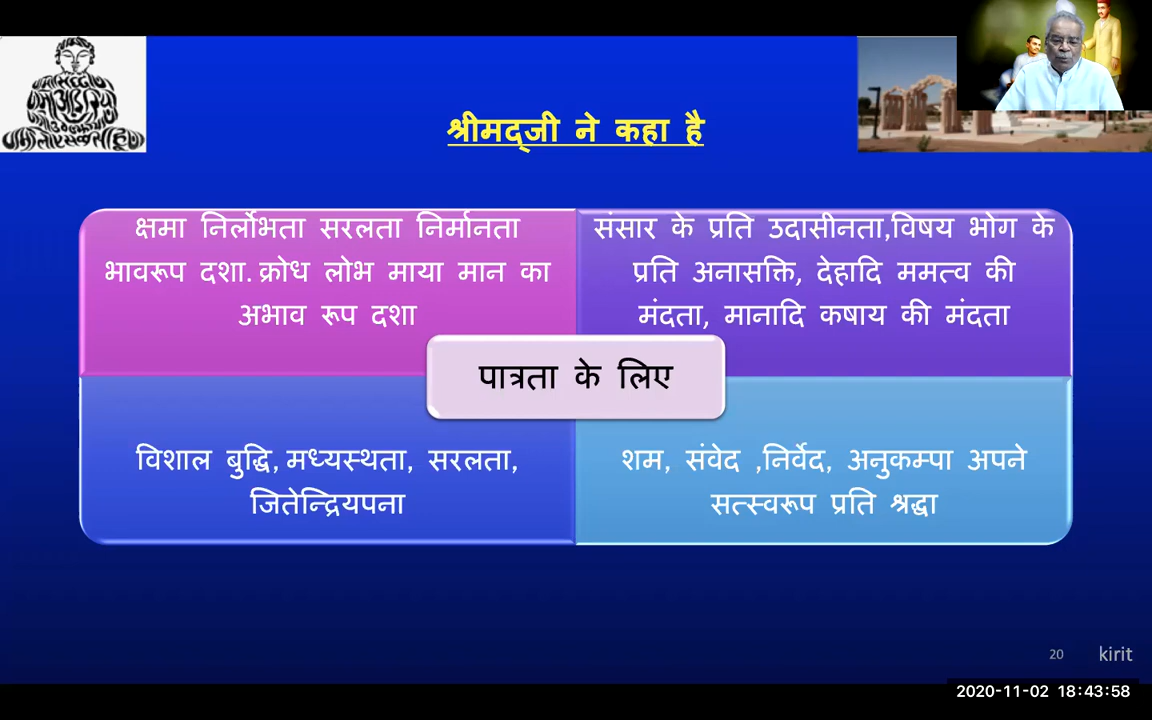 श्रीमद्जी ने कहा है
क्षमा निर्लोभता सरलता निर्मानता
भावरूप दशा. क्रोध लोभ माया मान का
अभाव रूप दशा
संसार के प्रति उदासीनता,विषय भोग के
प्रति अनासक्ति, देहादि ममत्व की
मंदता, मानादि कषाय की मंदता
पात्रता के लिए
विशाल बुद्धि, मध्यस्थता, सरलता,
जितेन्द्रियपना
शम, संवेद ,निर्वेद, अनुकम्पा अपने
सत्स्वरूप प्रति श्रद्धा
20 kirit
2020-11-02 18:43:58